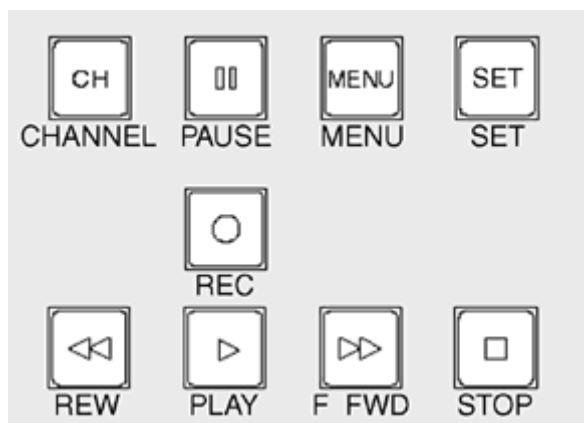 CH MENU SET
CHANNEL PAUSE MENU SET
REC
REW PLAY F FWD STOP